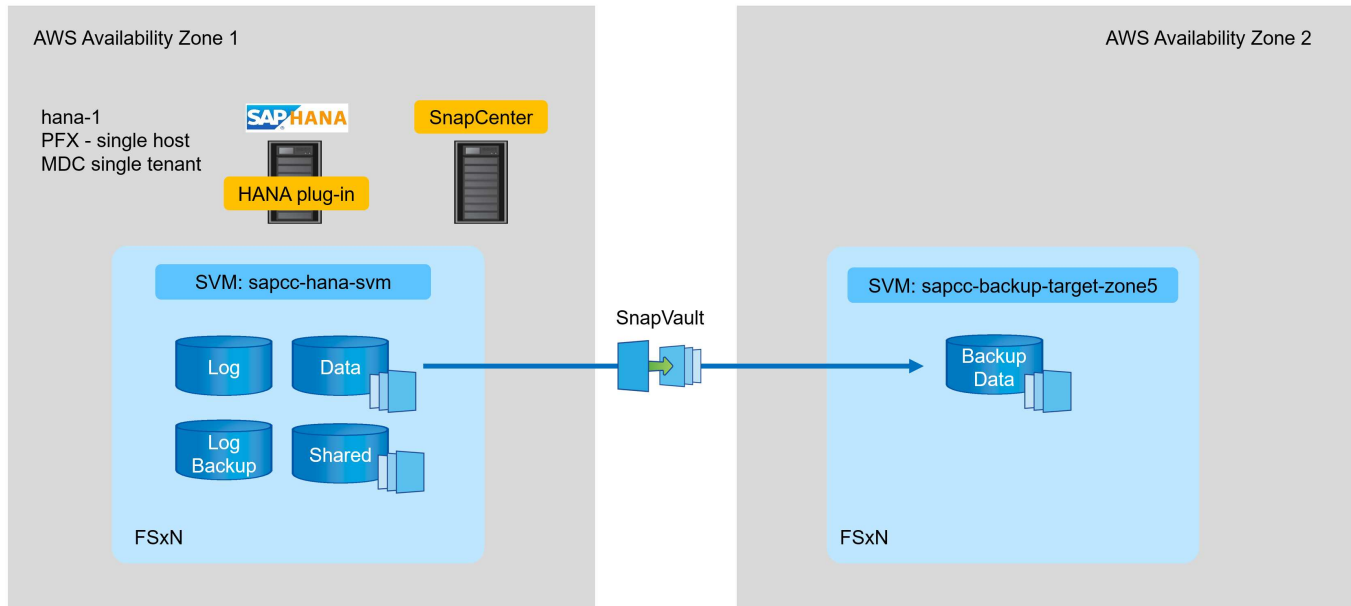 AWS Availability Zone 1
AWS Availability Zone 2
hana-1
PFX - single host
MDC single tenant
SAP HANA
SnapCenter
HANA plug-in
SVM: sapcc-hana-svm
SVM: sapcc-backup-target-zone5
SnapVault
Log
Data
Backup
Data
Log
Backup
Shared
FSxN
FSxN